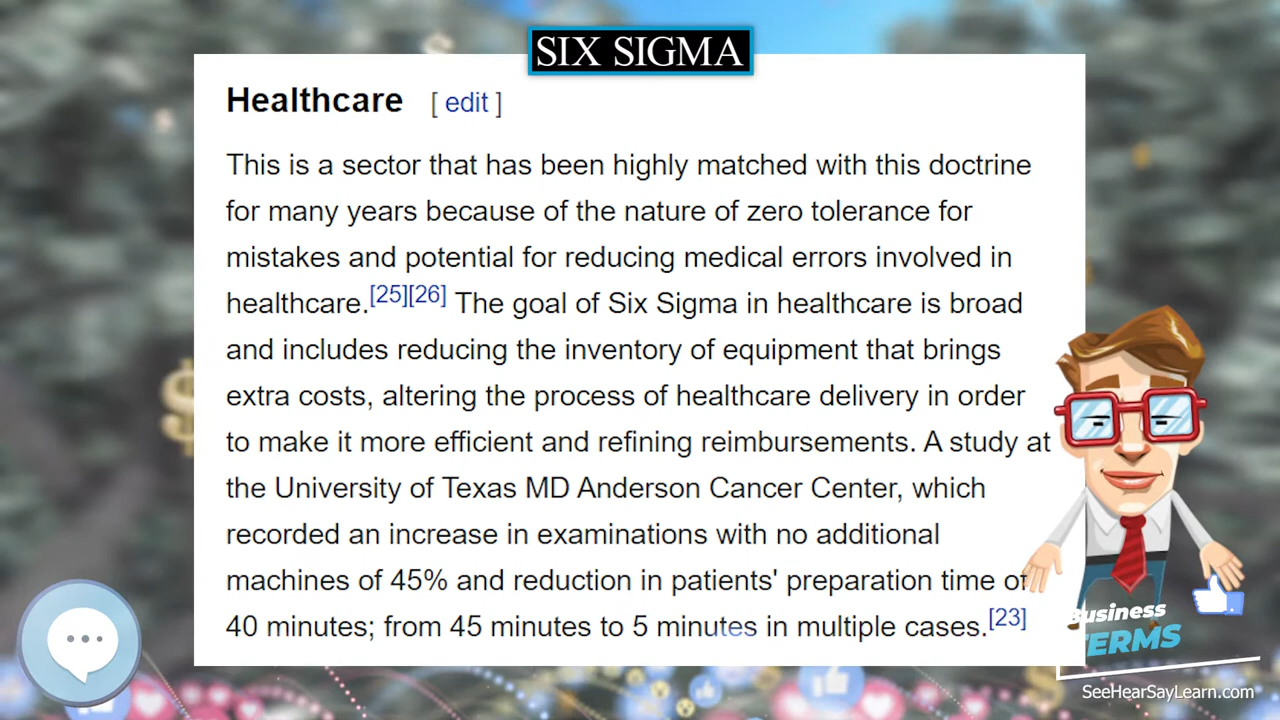 SIX SIGMA
Healthcare [ edit ]
This is a sector that has been highly matched with this doctrine
for many years because of the nature of zero tolerance for
mistakes and potential for reducing medical errors involved in
healthcare.[25][26] The goal of Six Sigma in healthcare is broad
and includes reducing the inventory of equipment that brings
extra costs, altering the process of healthcare delivery in order
to make it more efficient and refining reimbursements. A study at
the University of Texas MD Anderson Cancer Center, which
recorded an increase in examinations with no additional
machines of 45% and reduction in patients' preparation time of
40 minutes; from 45 minutes to 5 minutes in multiple cases.[23]
Business
TERMS
SeeHearSayLearn.com